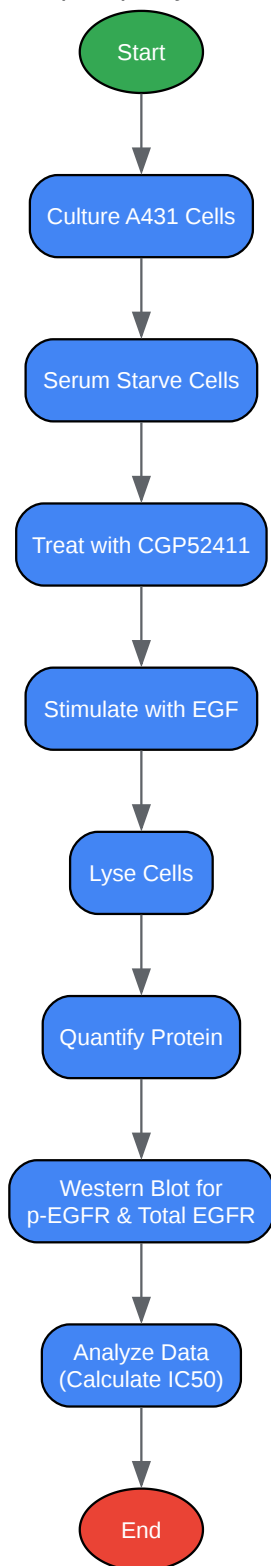 Start
Culture A431 Cells
Serum Starve Cells
Treat with CGP52411
Stimulate with EGF
Lyse Cells
Quantify Protein
Western Blot for
p-EGFR & Total EGFR
Analyze Data
(Calculate IC50)
End